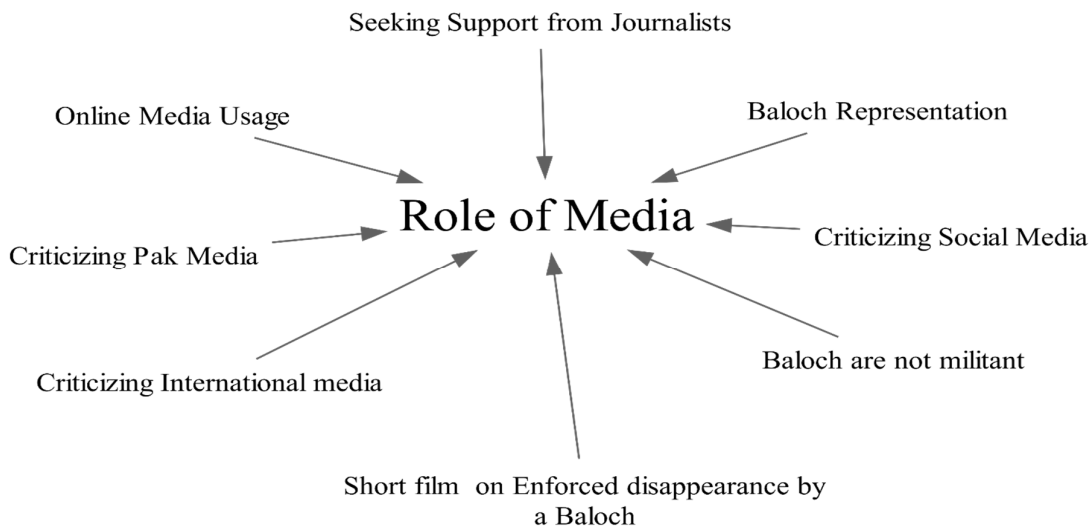 Seeking Support from Journalists
Online Media Usage
Baloch Representation
Role of Media
Criticizing Pak Media
Criticizing Social Media
Criticizing International media
Baloch are not militant
Short film on Enforced disappearance by
a Baloch